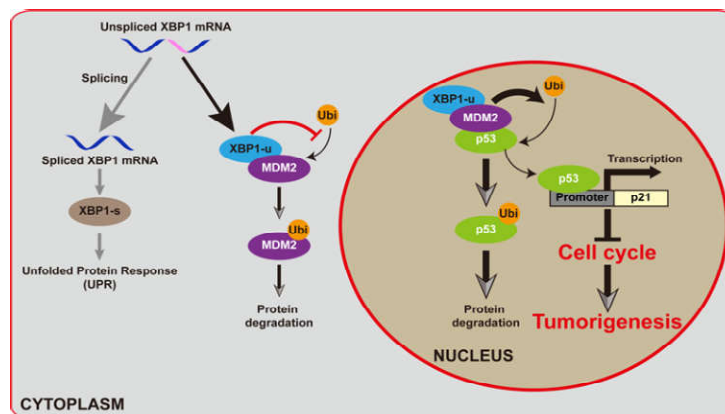 Unspliced XBP1 mRNA
Splicing
Spliced XBP1 mRNA
XBP1-s
Unfolded Protein Response
(UPR)
Ubi
XBP1-u
MDM2
Ubi
MDM2
Protein
degradation
XBP1-u
MDM2
p53
Ubi
p53
Transcription
Promoter
p21
Ubi
p53
Cell cycle
Protein
degradation
Tumorigenesis
NUCLEUS
CYTOPLASM